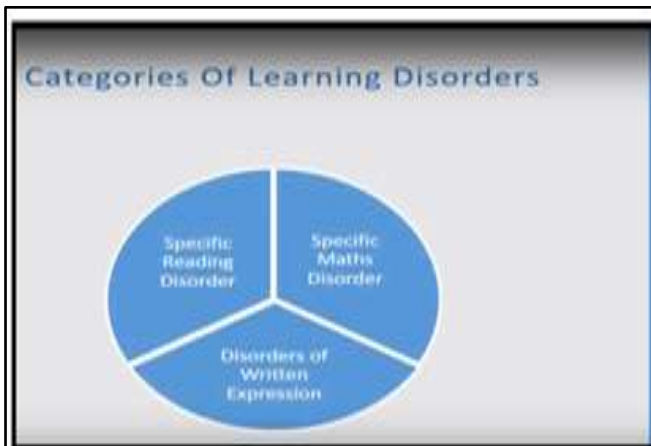 Categories Of Learning Disorders
Specific
Reading
Disorder
Specific
Maths
Disorder
Disorders of
Written
Expression